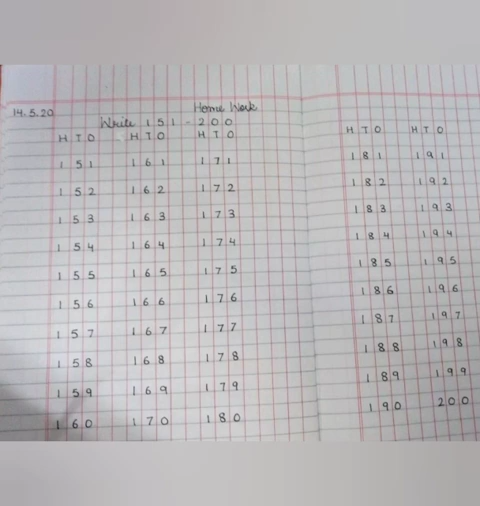 14.5.20 Home Work
Write 151 - 200
H T O H T O H T O
1 5 1 1 6 1 1 7 1
1 5 2 1 6 2 1 7 2
1 5 3 1 6 3 1 7 3
1 5 4 1 6 4 1 7 4
1 5 5 1 6 5 1 7 5
1 5 6 1 6 6 1 7 6
1 5 7 1 6 7 1 7 7
1 5 8 1 6 8 1 7 8
1 5 9 1 6 9 1 7 9
1 6 0 1 7 0 1 8 0
H T O H T O
1 8 1 1 9 1
1 8 2 1 9 2
1 8 3 1 9 3
1 8 4 1 9 4
1 8 5 1 9 5
1 8 6 1 9 6
1 8 7 1 9 7
1 8 8 1 9 8
1 8 9 1 9 9
1 9 0 2 0 0